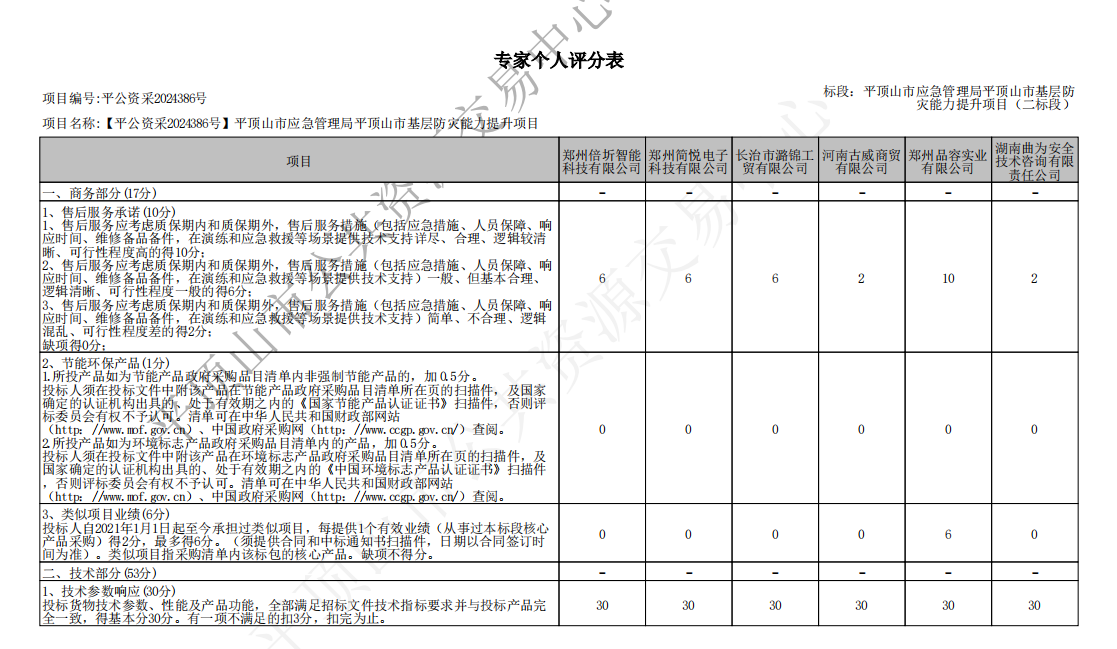 专家个人评分表
项目编号:平公资采2024386号
标段：平顶山市应急管理局平顶山市基层防
灾能力提升项目（二标段）
项目名称:【平公资采2024386号】平顶山市应急管理局平顶山市基层防灾能力提升项目
项目
郑州倍圻智能
科技有限公司
郑州简悦电子
科技有限公司
长治市潞锦工
贸有限公司
河南古威商贸
有限公司
郑州品容实业
有限公司
湖南曲为安全
技术咨询有限
责任公司
一、商务部分(17分) － － － － － －
1、售后服务承诺(10分)
1、售后服务应考虑质保期内和质保期外，售后服务措施（包括应急措施、人员保障、响
应时间、维修备品备件，在演练和应急救援等场景提供技术支持详尽、合理、逻辑较清
晰、可行性程度高的得10分；
2、售后服务应考虑质保期内和质保期外，售后服务措施（包括应急措施、人员保障、响
应时间、维修备品备件，在演练和应急救援等场景提供技术支持）一般、但基本合理、
逻辑清晰、可行性程度一般的得6分；
3、售后服务应考虑质保期内和质保期外，售后服务措施（包括应急措施、人员保障、响
应时间、维修备品备件，在演练和应急救援等场景提供技术支持）简单、不合理、逻辑
混乱、可行性程度差的得2分；
缺项得0分；
6 6 6 2 10 2
2、节能环保产品(1分)
1.所投产品如为节能产品政府采购品目清单内非强制节能产品的，加0.5分。
投标人须在投标文件中附该产品在节能产品政府采购品目清单所在页的扫描件，及国家
确定的认证机构出具的、处于有效期之内的《国家节能产品认证证书》扫描件，否则评
标委员会有权不予认可。清单可在中华人民共和国财政部网站
（http：//www.mof.gov.cn）、中国政府采购网（http：//www.ccgp.gov.cn/）查阅。
2.所投产品如为环境标志产品政府采购品目清单内的产品，加0.5分。
投标人须在投标文件中附该产品在环境标志产品政府采购品目清单所在页的扫描件，及
国家确定的认证机构出具的、处于有效期之内的《中国环境标志产品认证证书》扫描件
，否则评标委员会有权不予认可。清单可在中华人民共和国财政部网站
（http：//www.mof.gov.cn）、中国政府采购网（http：//www.ccgp.gov.cn/）查阅。
0 0 0 0 0 0
3、类似项目业绩(6分)
投标人自2021年1月1日起至今承担过类似项目，每提供1个有效业绩（从事过本标段核心
产品采购）得2分，最多得6分。（须提供合同和中标通知书扫描件，日期以合同签订时
间为准）。类似项目指采购清单内该标包的核心产品。缺项不得分。
0 0 0 0 6 0
二、技术部分(53分) － － － － － －
1、技术参数响应(30分)
投标货物技术参数、性能及产品功能，全部满足招标文件技术指标要求并与投标产品完
全一致，得基本分30分。有一项不满足的扣3分，扣完为止。
30 30 30 30 30 30
平顶山市公共资源交易中心
平顶山市公共资源交易中心